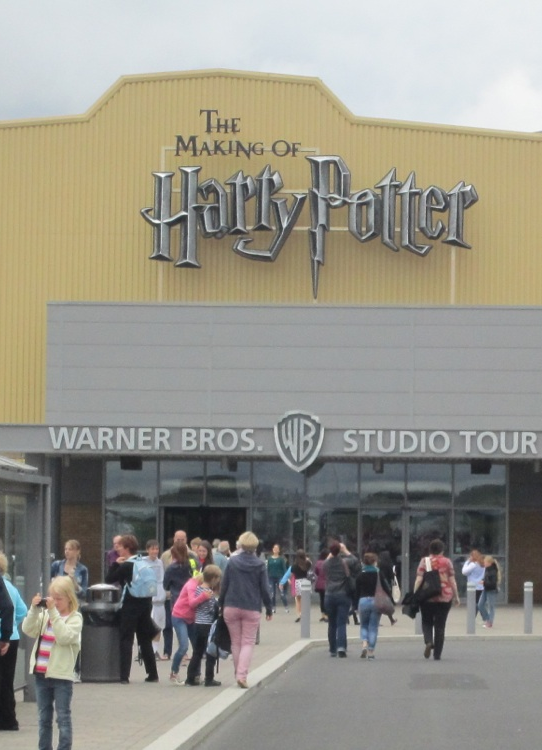 The
Making of
Harry Potter
WARNER BROS. WB STUDIO TOUR